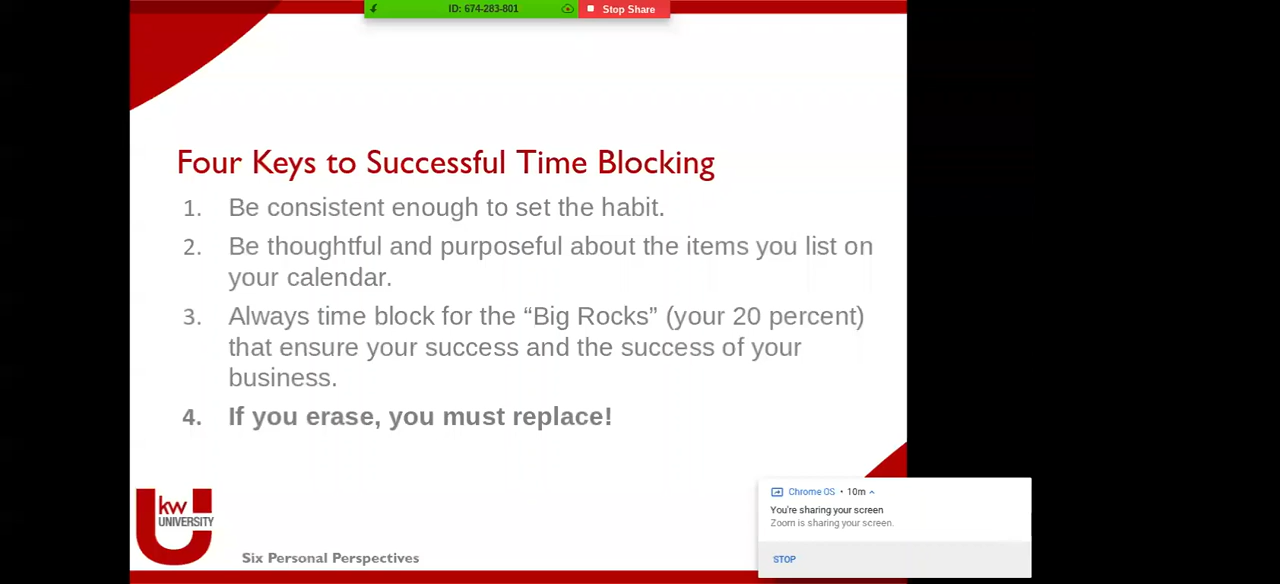 ID: 674-283-801
Stop Share
Four Keys to Successful Time Blocking
1. Be consistent enough to set the habit.
2. Be thoughtful and purposeful about the items you list on
your calendar.
3. Always time block for the “Big Rocks” (your 20 percent)
that ensure your success and the success of your
business.
4. If you erase, you must replace!
kw
UNIVERSITY
Six Personal Perspectives
Chrome OS • 10m
You're sharing your screen
Zoom is sharing your screen.
STOP